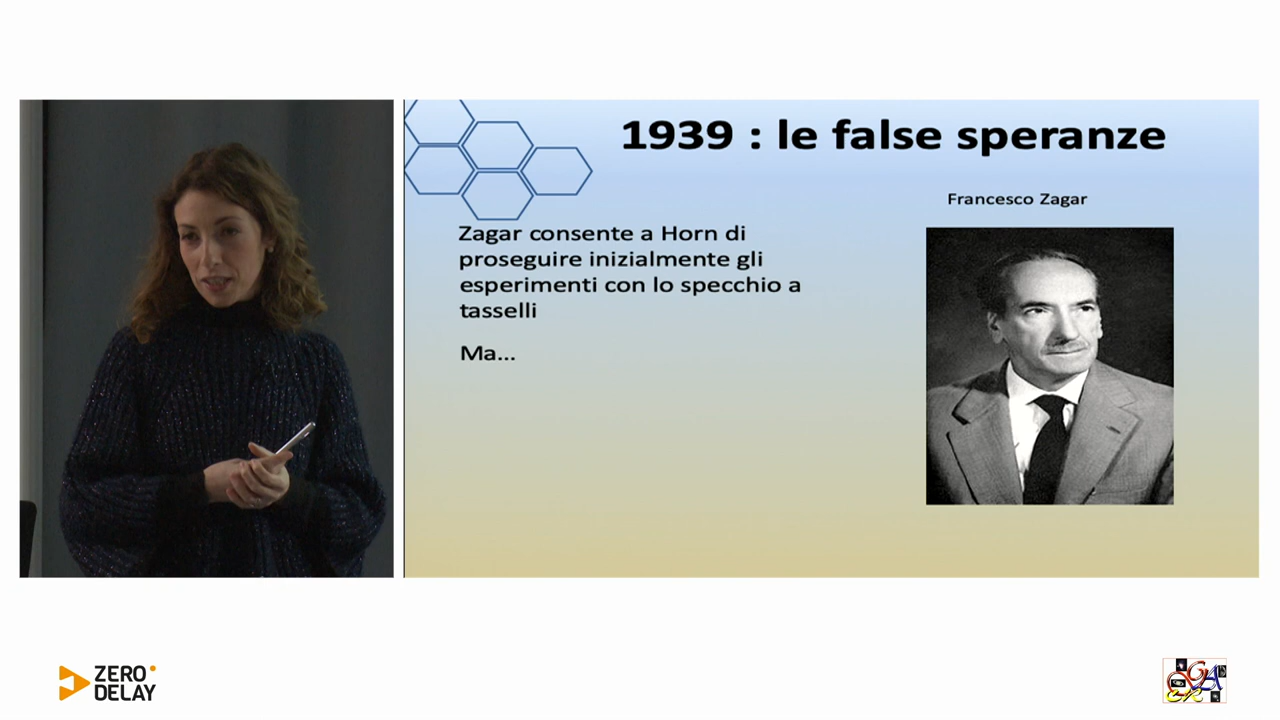 1939 : le false speranze
Francesco Zagar
Zagar consente a Horn di
proseguire inizialmente gli
esperimenti con lo specchio a
tasselli
Ma...
ZERO
DELAY